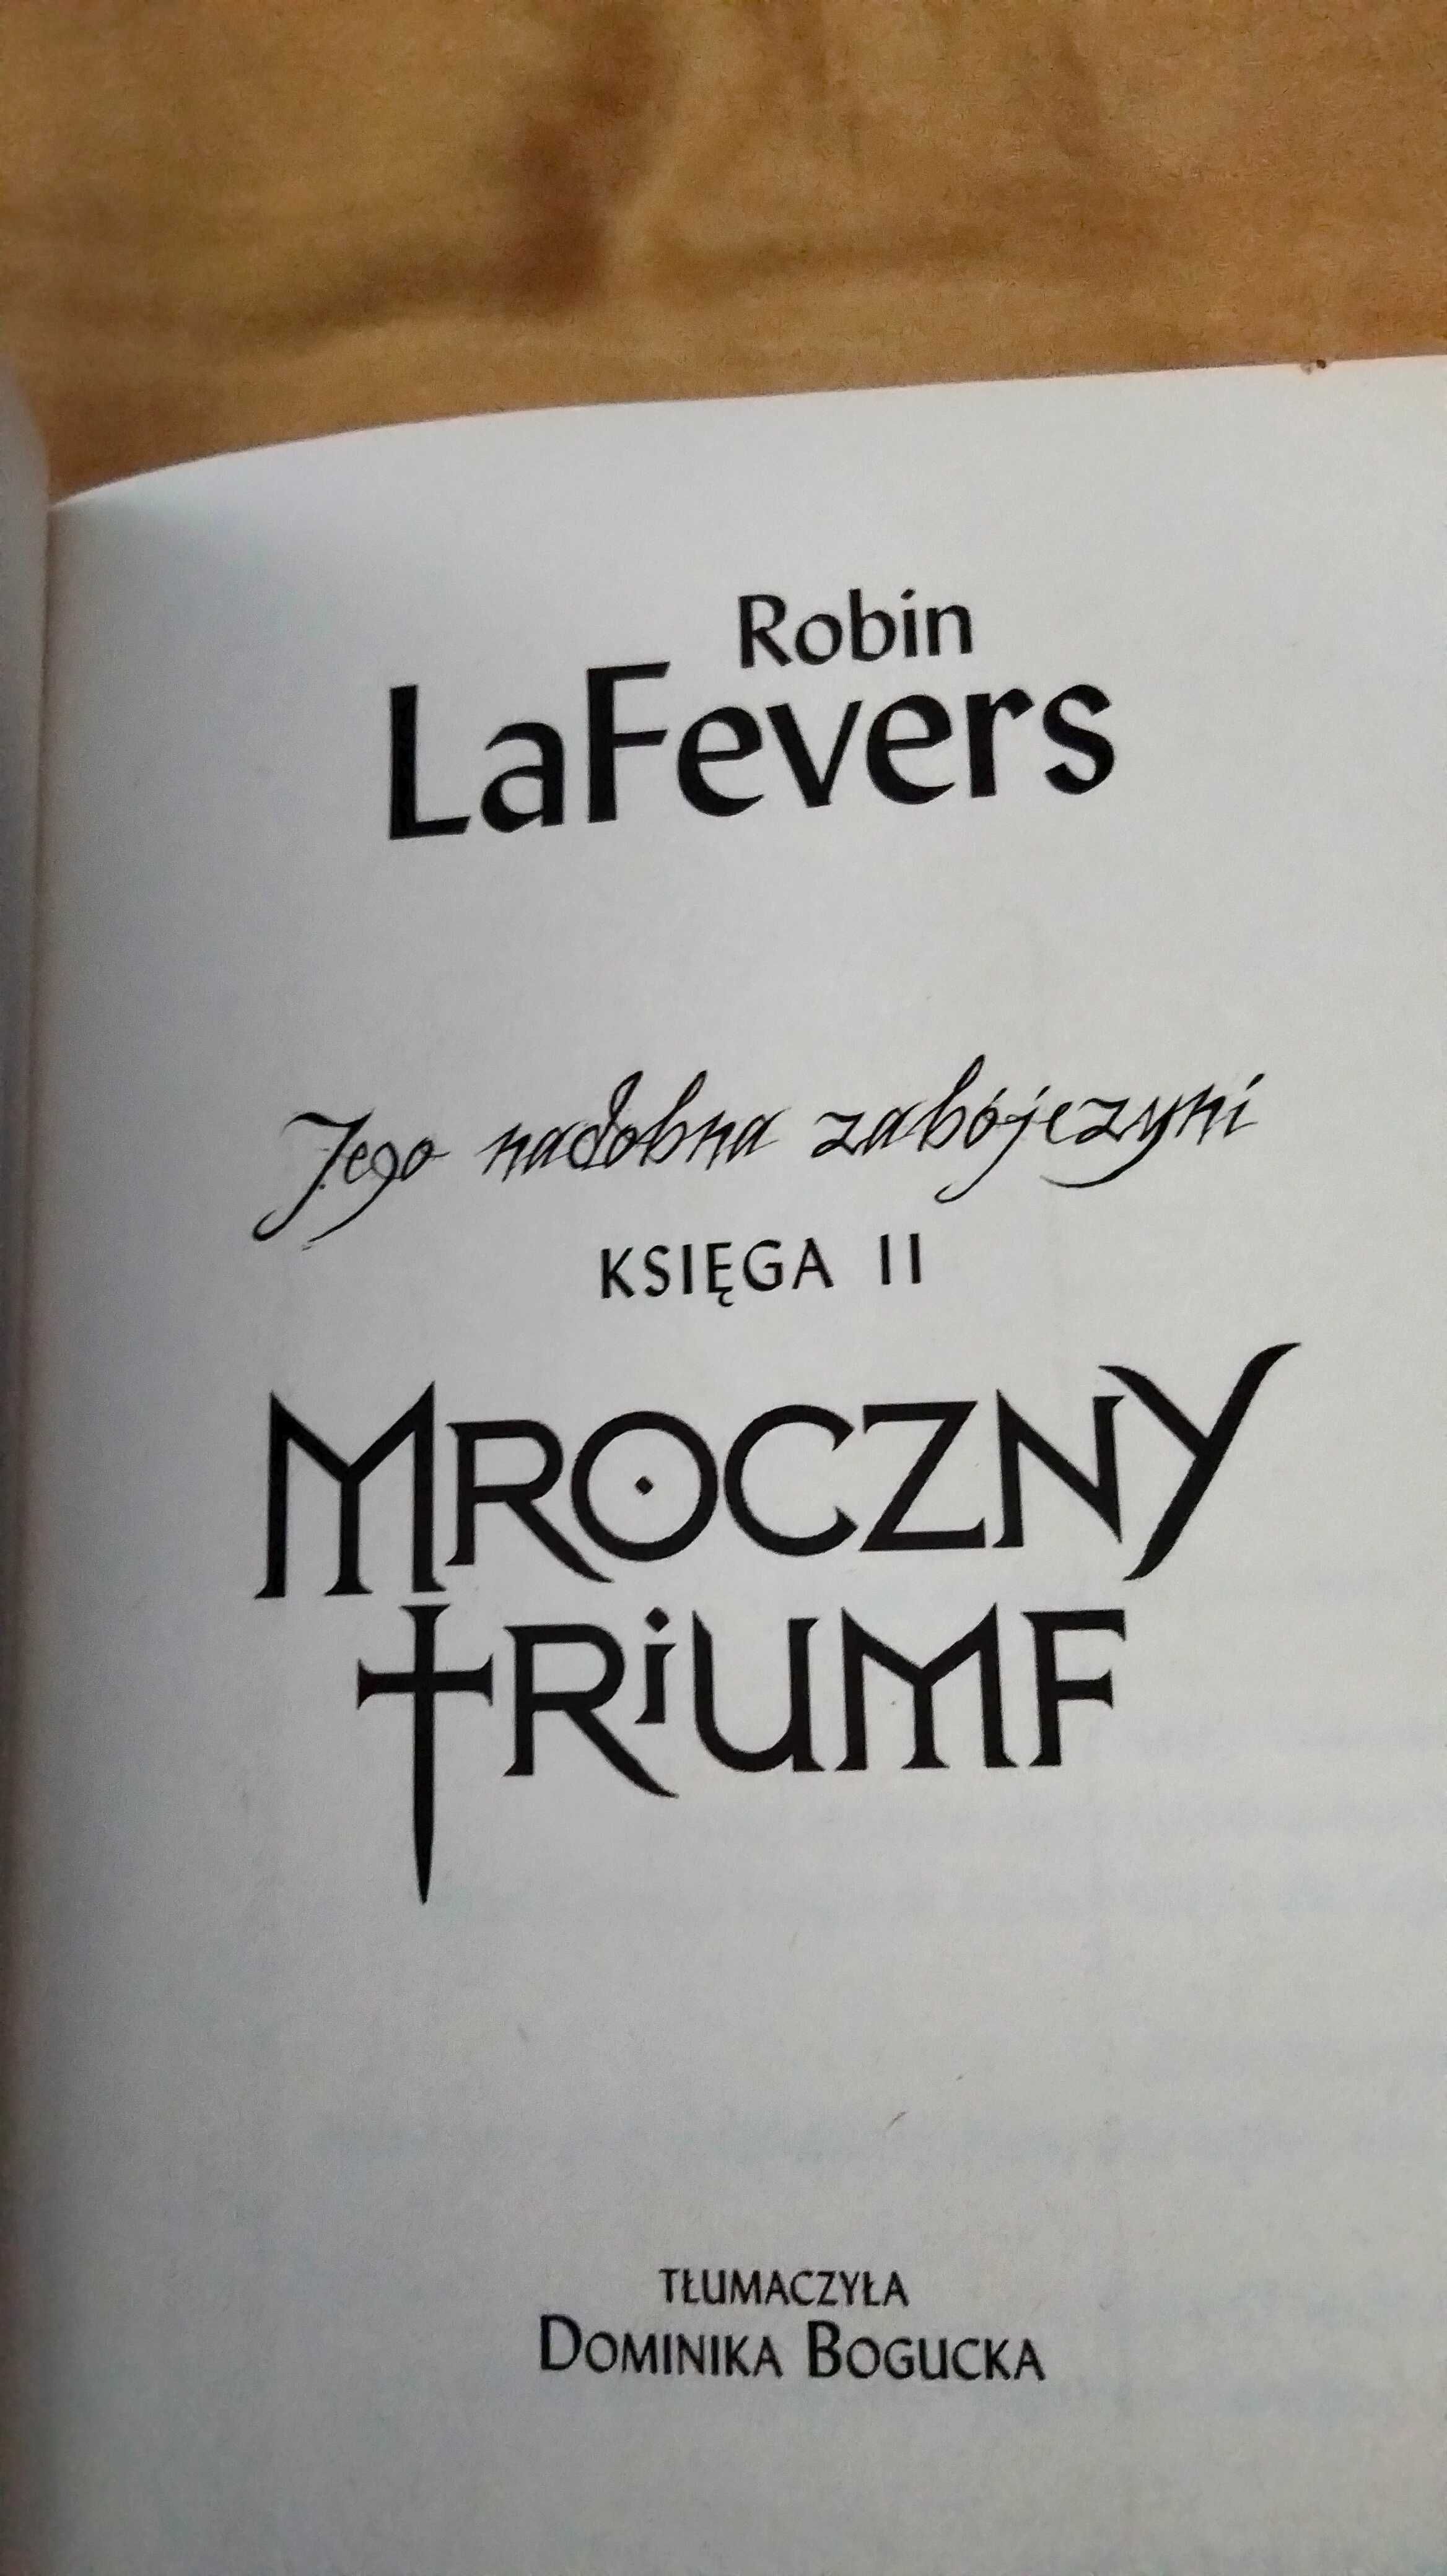 Robin
LaFevers
Jego nadobna zabójczyni
KSIĘGA II
MROCZNY
TRiUMF
TŁUMACZYŁA
DOMINIKA BOGUCKA